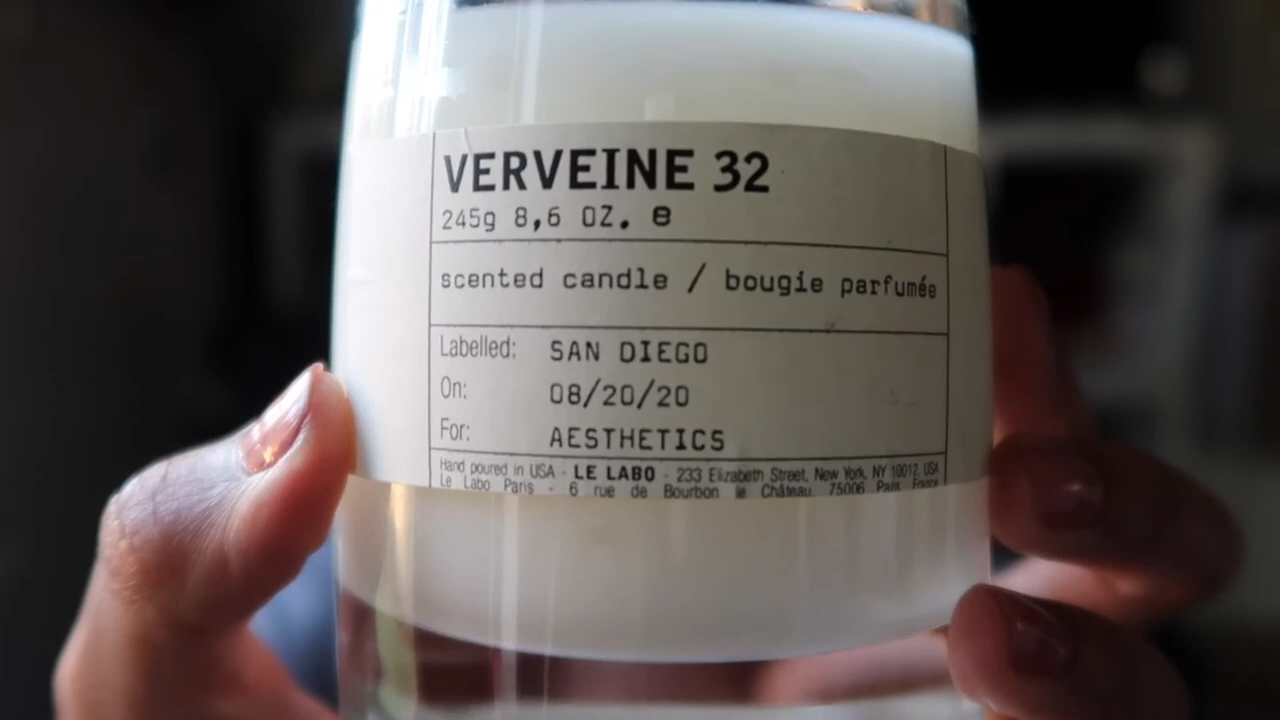 VERVEINE 32
245g 8,6 OZ. ℮
scented candle / bougie parfumée
Labelled: SAN DIEGO
On: 08/20/20
For: AESTHETICS
Hand poured in USA - LE LABO - 233 Elizabeth Street, New York, NY 10012, USA
Le Labo Paris - 6 rue de Bourbon le Château, 75006 Paris, France